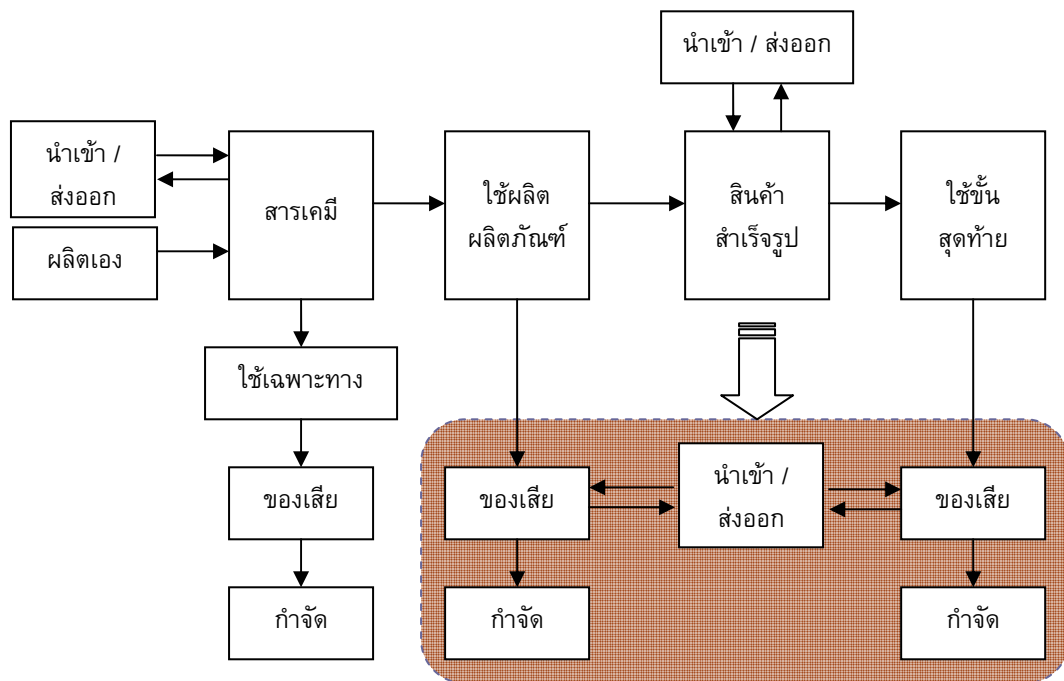 นำเข้า / ส่งออก
นำเข้า /
ส่งออก
ผลิตเอง
สารเคมี
ใช้ผลิต
ผลิตภัณฑ์
สินค้า
สำเร็จรูป
ใช้ขั้น
สุดท้าย
ใช้เฉพาะทาง
ของเสีย
กำจัด
ของเสีย
นำเข้า /
ส่งออก
ของเสีย
กำจัด
กำจัด